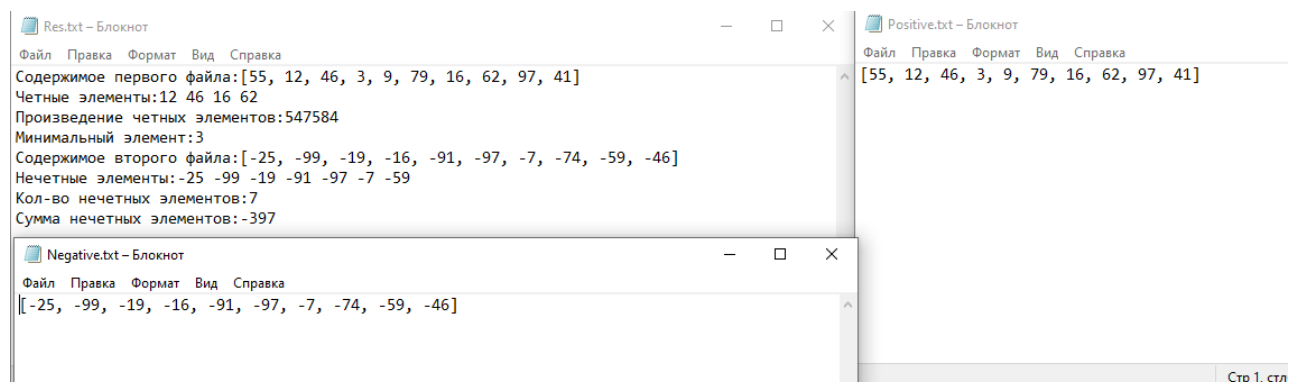 Res.txt – Блокнот
Файл Правка Формат Вид Справка
Содержимое первого файла:[55, 12, 46, 3, 9, 79, 16, 62, 97, 41]
Четные элементы:12 46 16 62
Произведение четных элементов:547584
Минимальный элемент:3
Содержимое второго файла:[-25, -99, -19, -16, -91, -97, -7, -74, -59, -46]
Нечетные элементы:-25 -99 -19 -91 -97 -7 -59
Кол-во нечетных элементов:7
Сумма нечетных элементов:-397
Positive.txt – Блокнот
Файл Правка Формат Вид Справка
[55, 12, 46, 3, 9, 79, 16, 62, 97, 41]
Negative.txt – Блокнот
Файл Правка Формат Вид Справка
[-25, -99, -19, -16, -91, -97, -7, -74, -59, -46]
Стр 1, стл